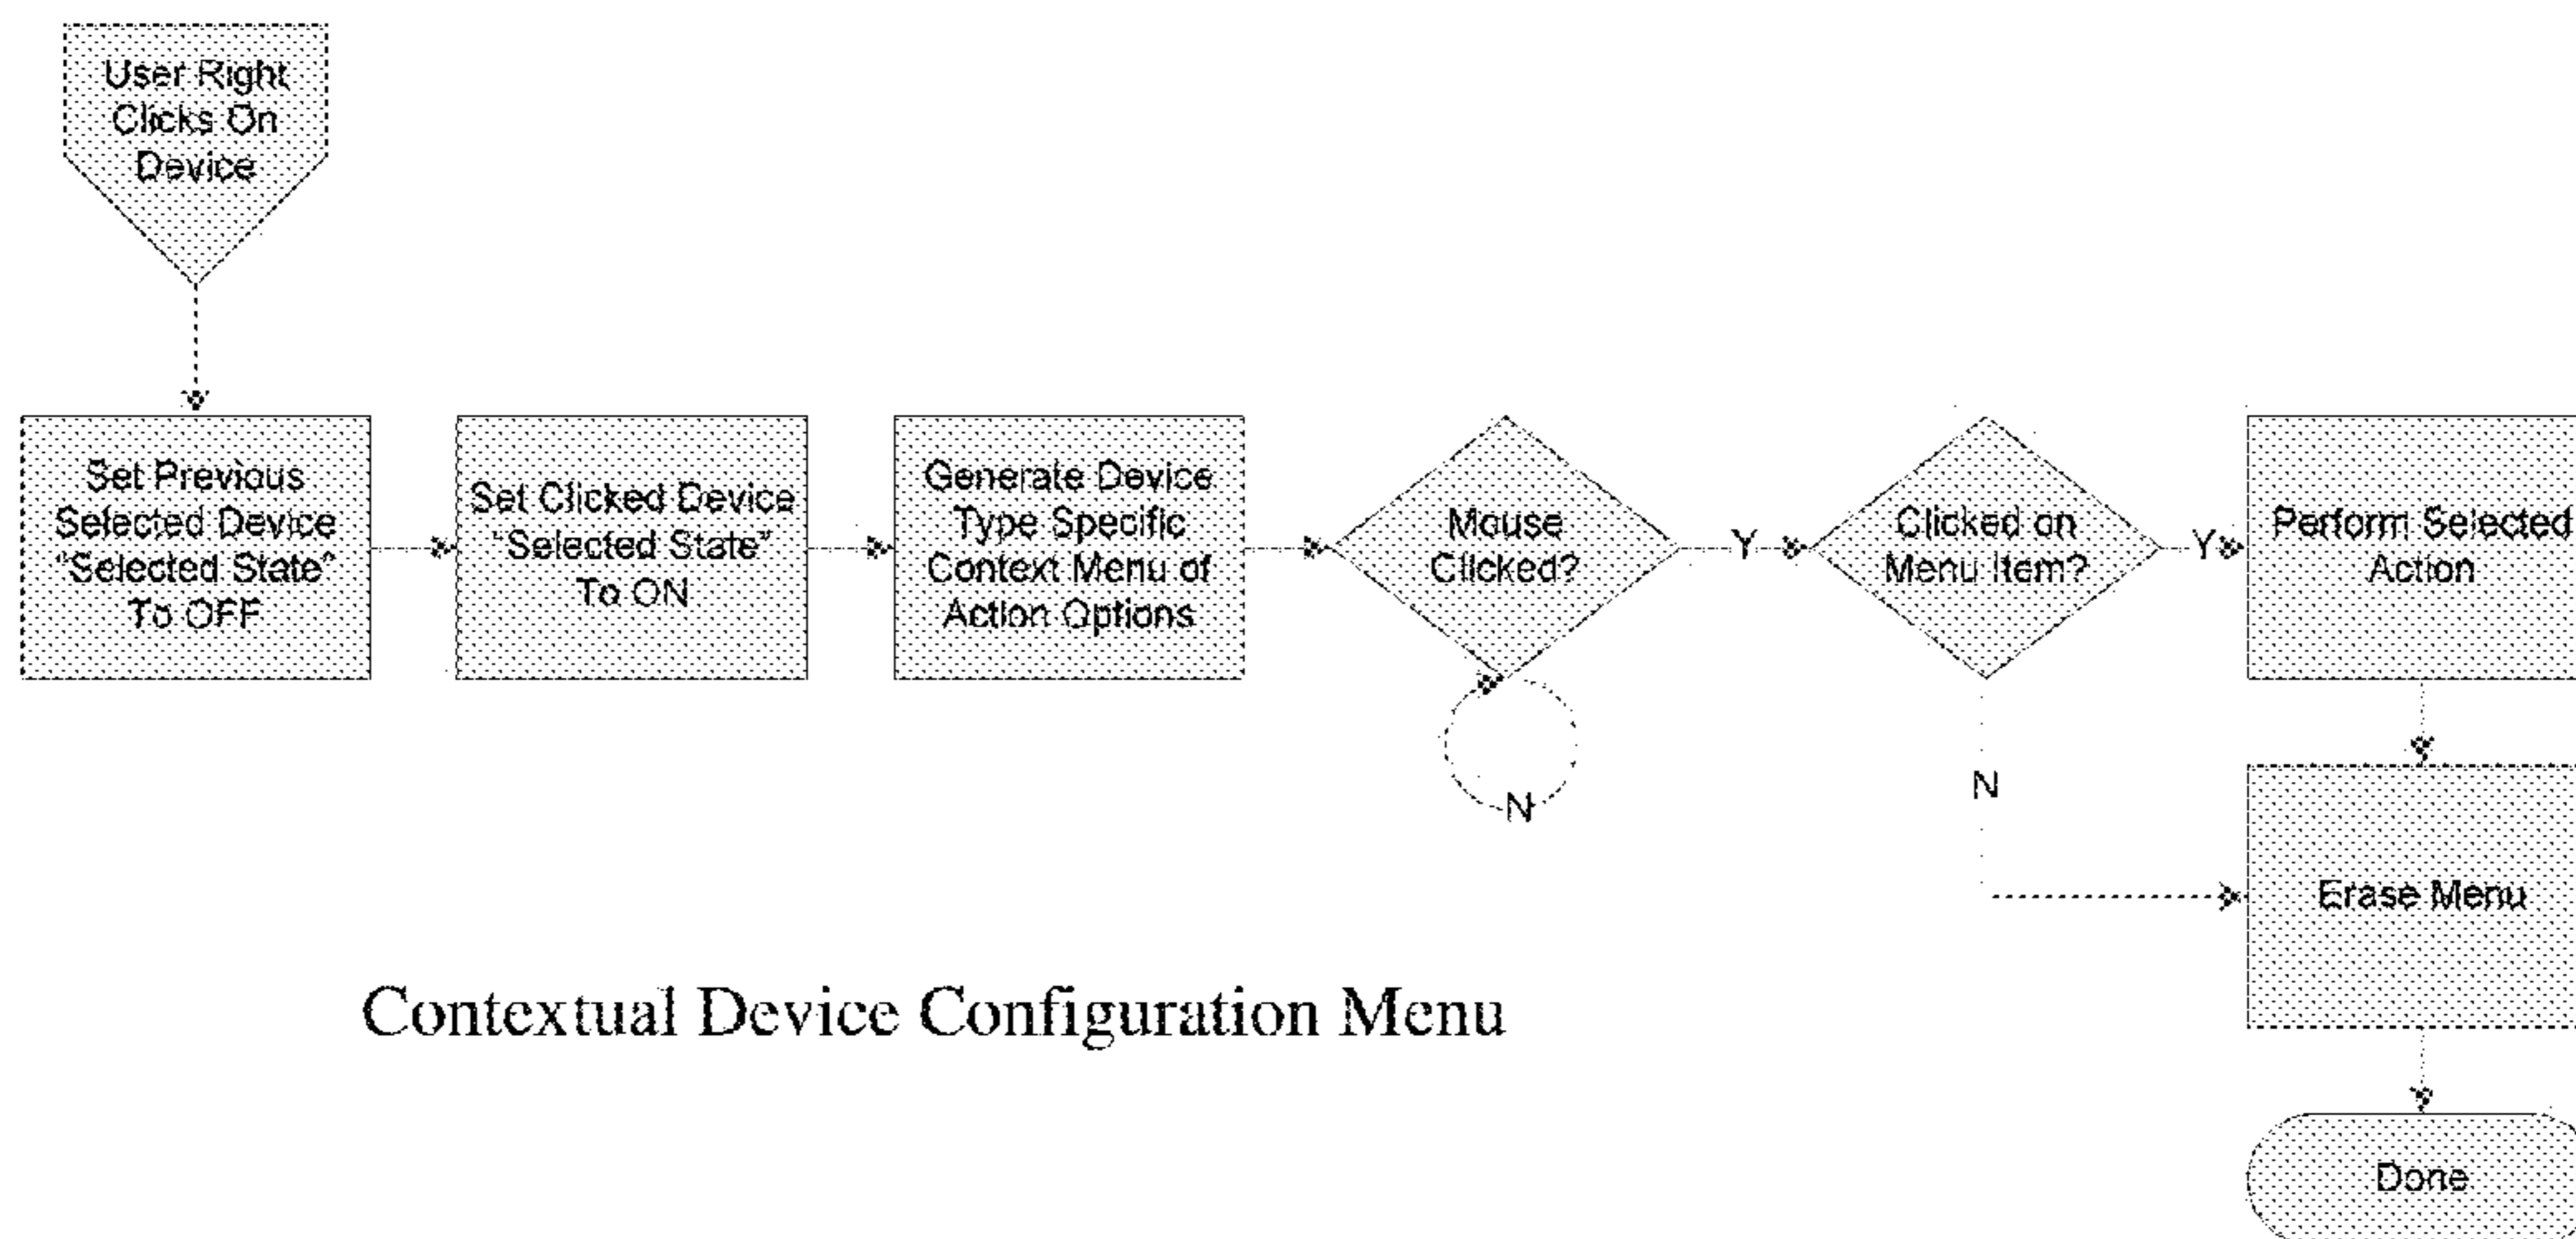 User Right
Clicks On
Device
Set Previous
Selected Device
"Selected State"
To OFF
Set Clicked Device
"Selected State"
To ON
Generate Device
Type Specific
Context Menu of
Action Options
Mouse
Clicked?
Y
N
Clicked on
Menu Item?
Y
N
Perform Selected
Action
Erase Menu
Done
Contextual Device Configuration Menu